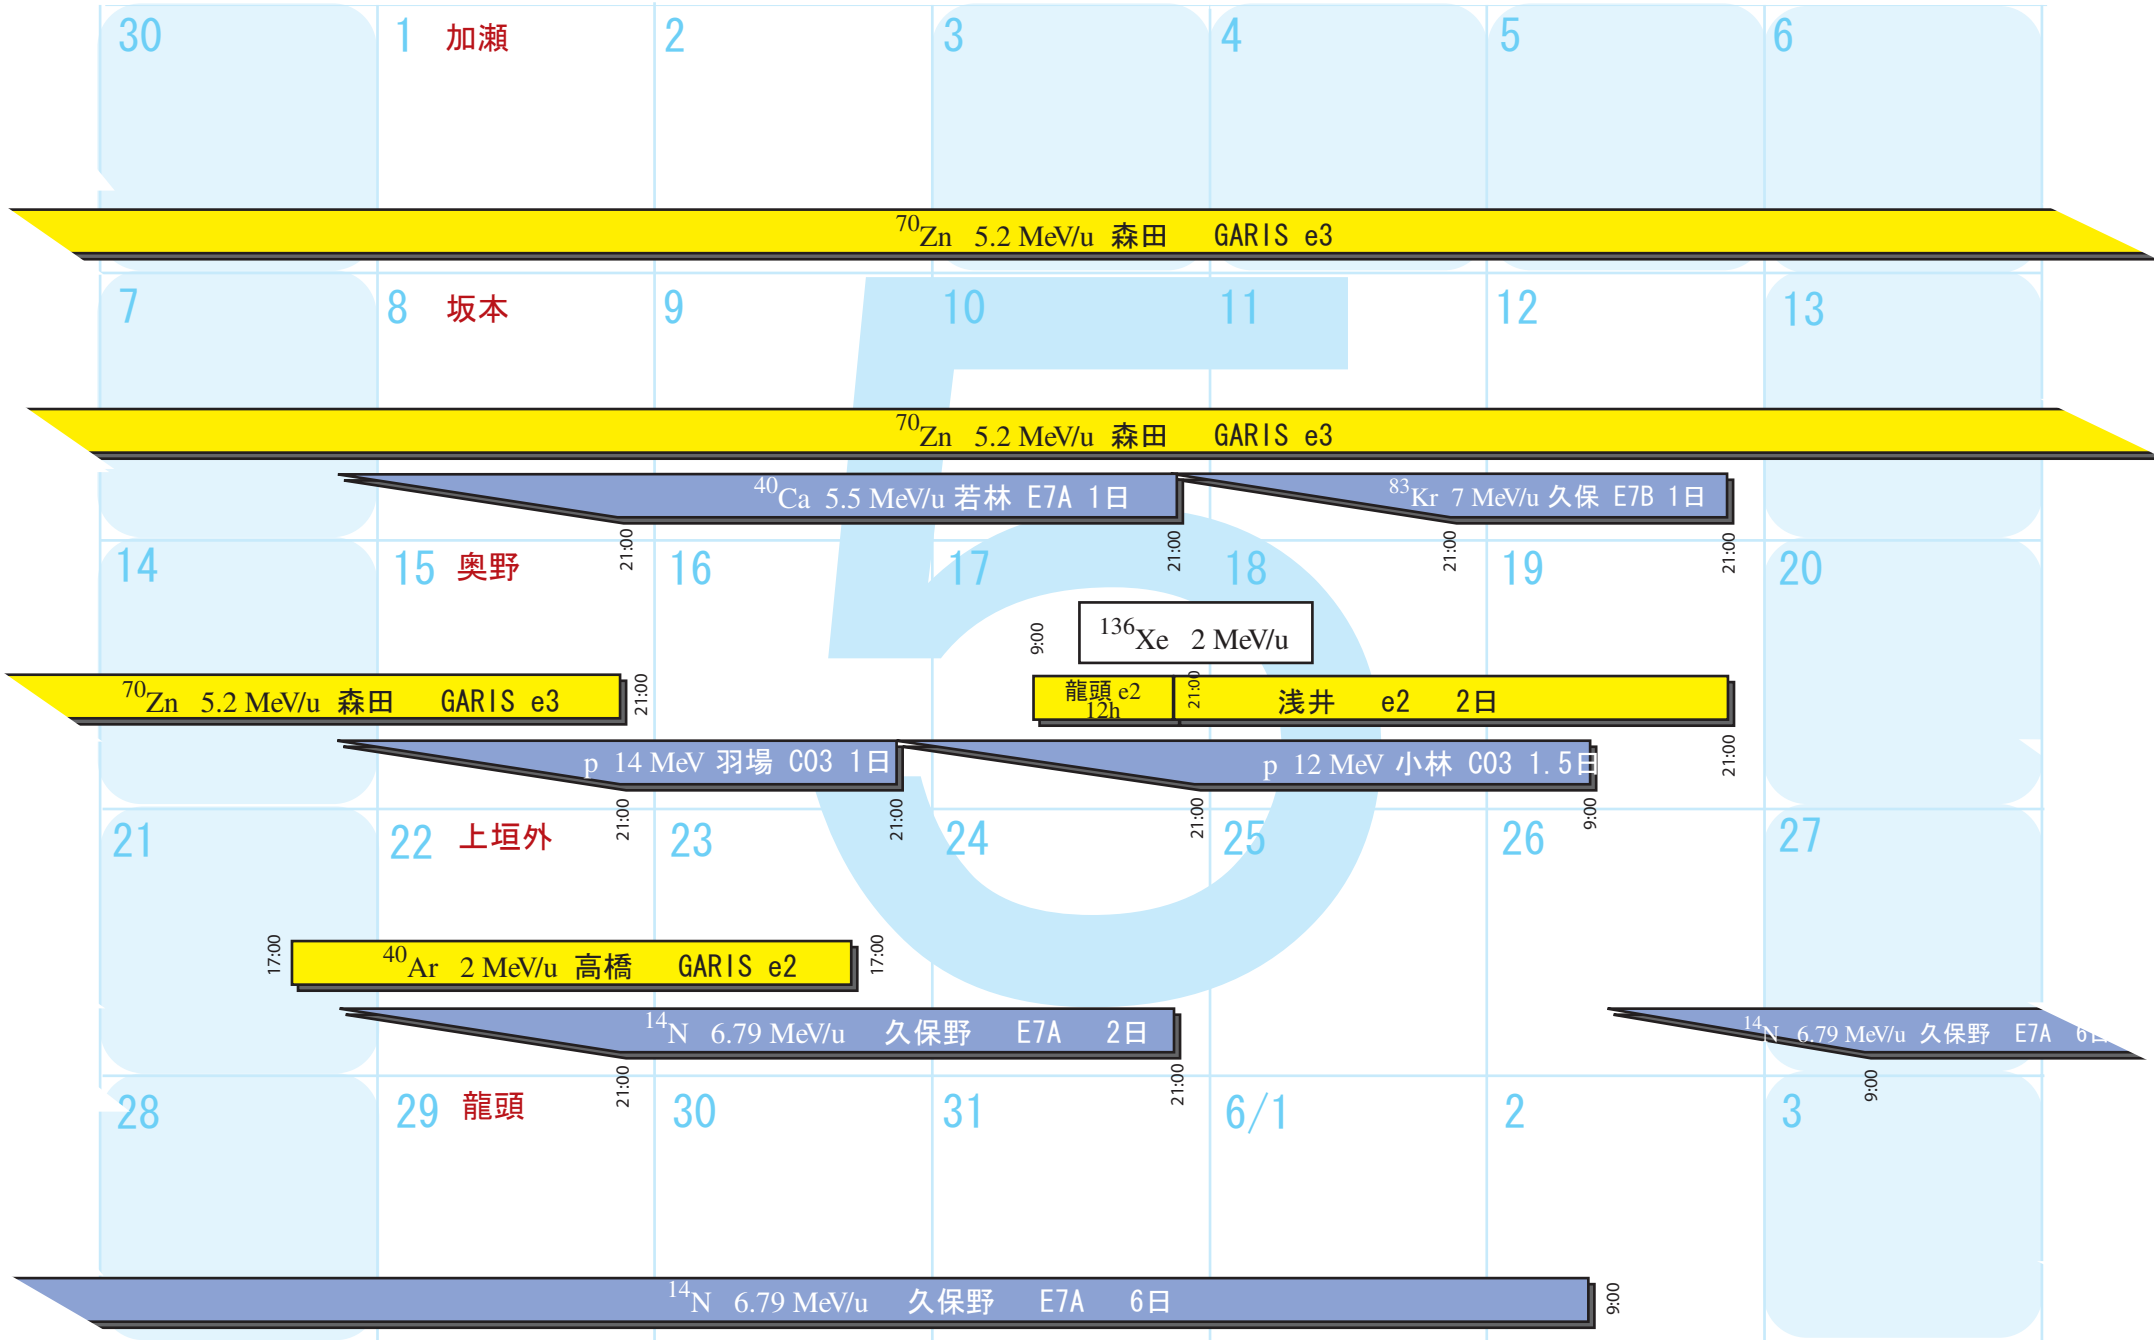 30 1 加瀬 2 3 4 5 6
70Zn 5.2 MeV/u 森田 GARIS e3
7 8 坂本 9 10 11 12 13
70Zn 5.2 MeV/u 森田 GARIS e3
40Ca 5.5 MeV/u 若林 E7A 1日
83Kr 7 MeV/u 久保 E7B 1日
21:00 21:00 21:00 21:00
14 15 奥野 16 17 18 19 20
9:00
136Xe 2 MeV/u
70Zn 5.2 MeV/u 森田 GARIS e3
21:00
龍頭 e2
12h
21:00
浅井 e2 2日
21:00
p 14 MeV 羽場 C03 1日
p 12 MeV 小林 C03 1.5日
21:00 21:00 21:00 9:00
21 22 上垣外 23 24 25 26 27
17:00
40Ar 2 MeV/u 高橋 GARIS e2
17:00
14N 6.79 MeV/u 久保野 E7A 2日
14N 6.79 MeV/u 久保野 E7A 6日
21:00 21:00 9:00
28 29 龍頭 30 31 6/1 2 3
14N 6.79 MeV/u 久保野 E7A 6日
9:00
5